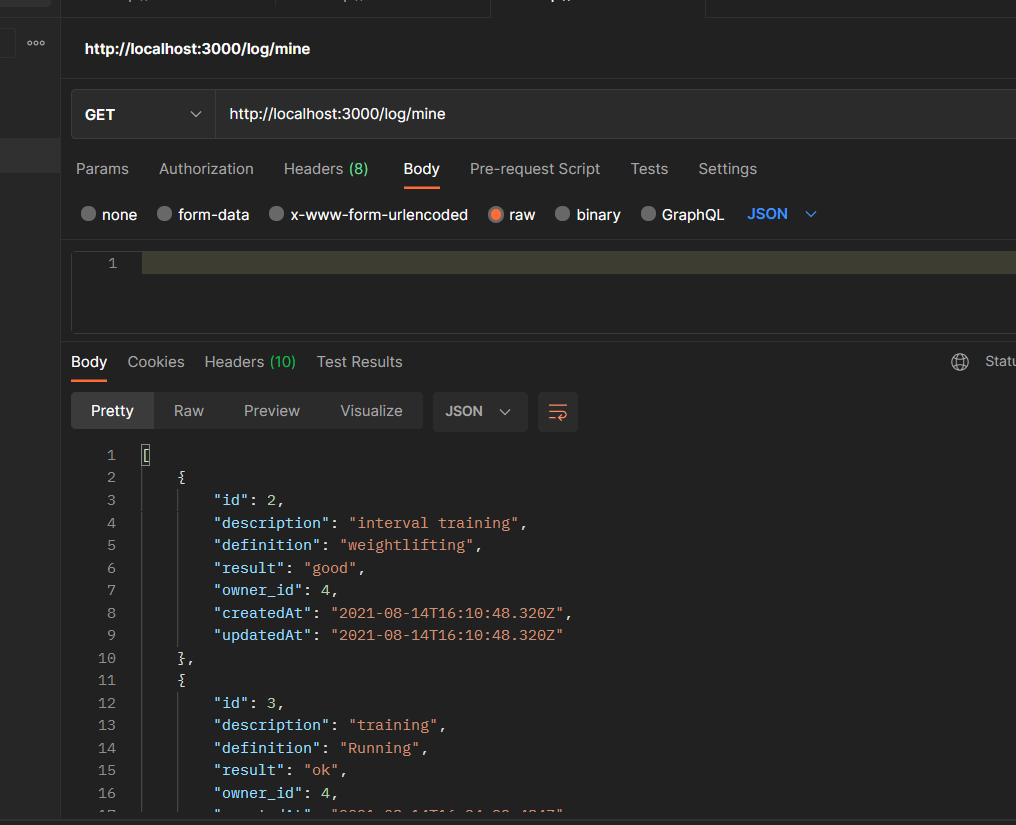 http://localhost:3000/log/mine
GET http://localhost:3000/log/mine
Params Authorization Headers (8) Body Pre-request Script Tests Settings
none form-data x-www-form-urlencoded raw binary GraphQL JSON
1
Body Cookies Headers (10) Test Results
Pretty Raw Preview Visualize JSON
1 [
2 {
3 "id": 2,
4 "description": "interval training",
5 "definition": "weightlifting",
6 "result": "good",
7 "owner_id": 4,
8 "createdAt": "2021-08-14T16:10:48.320Z",
9 "updatedAt": "2021-08-14T16:10:48.320Z"
10 },
11 {
12 "id": 3,
13 "description": "training",
14 "definition": "Running",
15 "result": "ok",
16 "owner_id": 4,